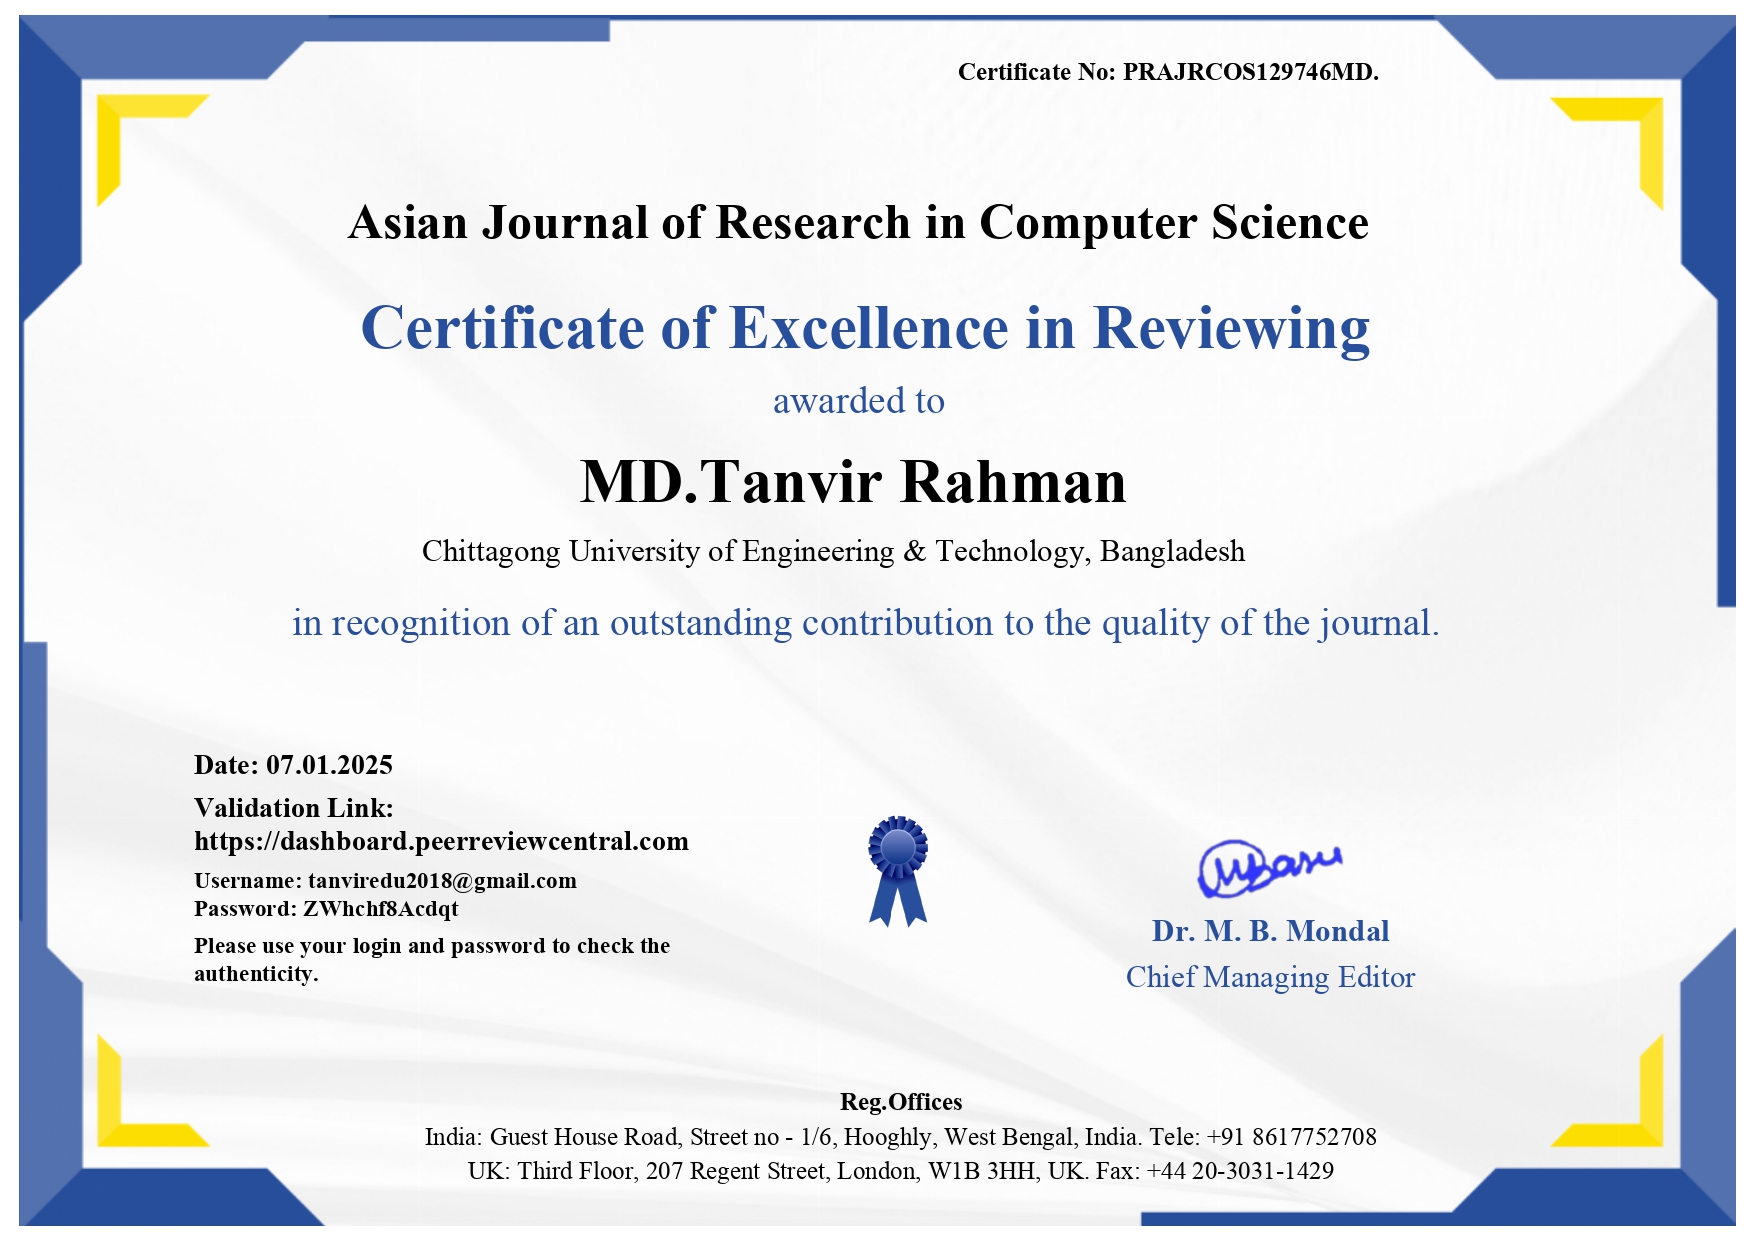 Certificate No: PRAJRCOS129746MD.
Asian Journal of Research in Computer Science
Certificate of Excellence in Reviewing
awarded to
MD.Tanvir Rahman
Chittagong University of Engineering & Technology, Bangladesh
in recognition of an outstanding contribution to the quality of the journal.
Date: 07.01.2025
Validation Link:
https://dashboard.peerreviewcentral.com
Username: tanviredu2018@gmail.com
Password: ZWhchf8Acdqt
Please use your login and password to check the
authenticity.
Dr. M. B. Mondal
Chief Managing Editor
Reg.Offices
India: Guest House Road, Street no - 1/6, Hooghly, West Bengal, India. Tele: +91 8617752708
UK: Third Floor, 207 Regent Street, London, W1B 3HH, UK. Fax: +44 20-3031-1429